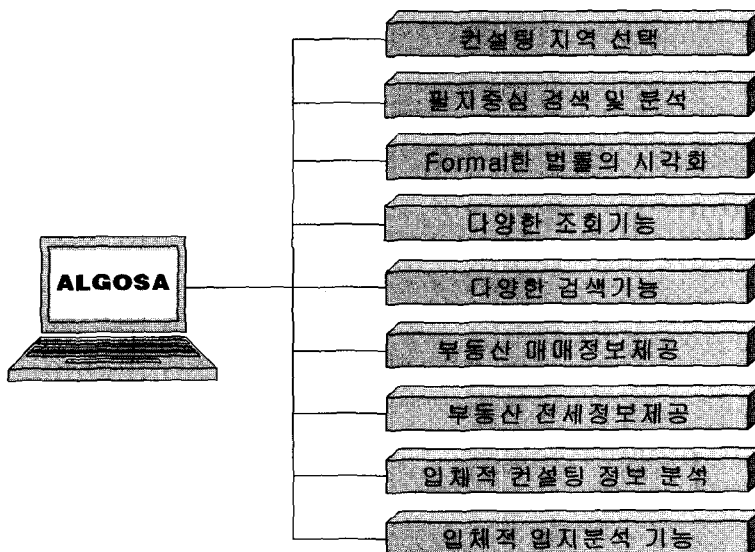 컨설팅 지역 선택
필지중심 검색 및 분석
Formal한 법률의 시각화
다양한 조회기능
ALGOSA
다양한 검색기능
부동산 매매정보제공
부동산 전세정보제공
입체적 컨설팅 정보 분석
입체적 입지분석 기능